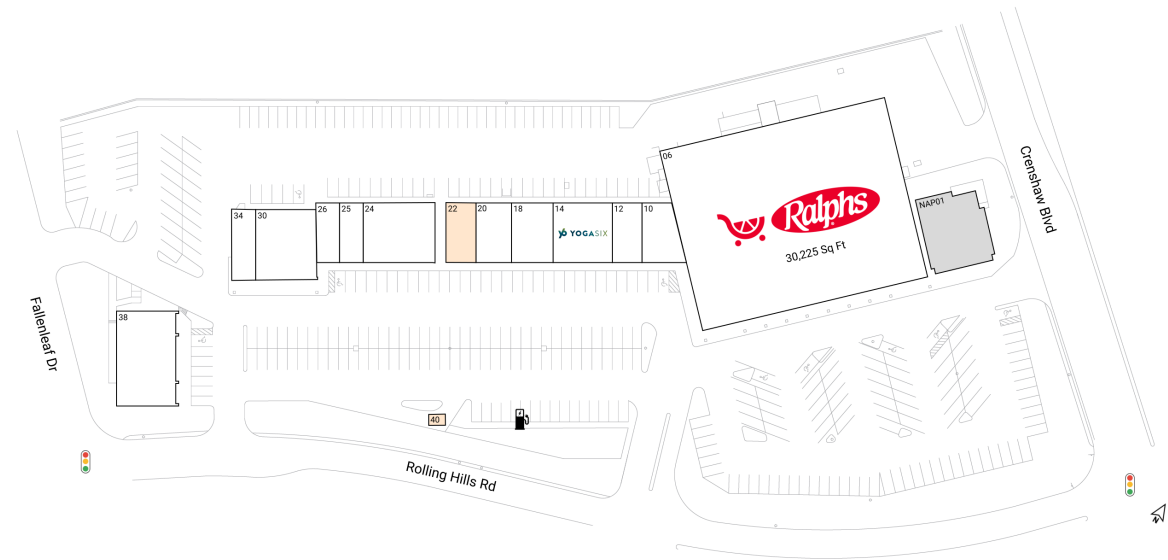 06
Ralphs
30,225 Sq Ft
NAP01
Crenshaw Blvd
34
30
26
25
24
22
20
18
14
YOGASIX
12
10
38
Fallenleaf Dr
40
Rolling Hills Rd
N